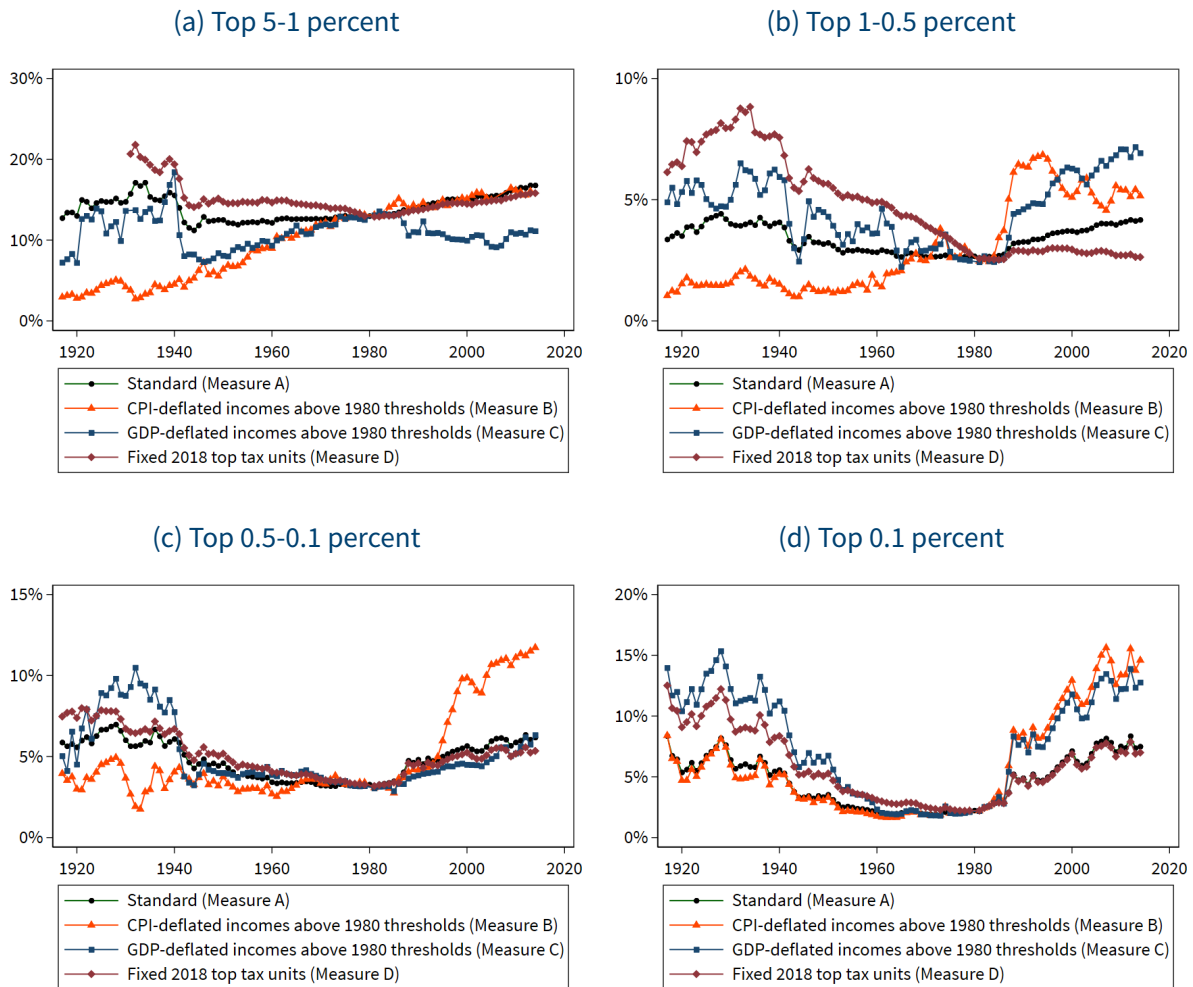 (a) Top 5-1 percent
30%
20%
10%
0%
1920 1940 1960 1980 2000 2020
Standard (Measure A)
CPI-deflated incomes above 1980 thresholds (Measure B)
GDP-deflated incomes above 1980 thresholds (Measure C)
Fixed 2018 top tax units (Measure D)
(b) Top 1-0.5 percent
10%
5%
0%
1920 1940 1960 1980 2000 2020
Standard (Measure A)
CPI-deflated incomes above 1980 thresholds (Measure B)
GDP-deflated incomes above 1980 thresholds (Measure C)
Fixed 2018 top tax units (Measure D)
(c) Top 0.5-0.1 percent
15%
10%
5%
0%
1920 1940 1960 1980 2000 2020
Standard (Measure A)
CPI-deflated incomes above 1980 thresholds (Measure B)
GDP-deflated incomes above 1980 thresholds (Measure C)
Fixed 2018 top tax units (Measure D)
(d) Top 0.1 percent
20%
15%
10%
5%
0%
1920 1940 1960 1980 2000 2020
Standard (Measure A)
CPI-deflated incomes above 1980 thresholds (Measure B)
GDP-deflated incomes above 1980 thresholds (Measure C)
Fixed 2018 top tax units (Measure D)